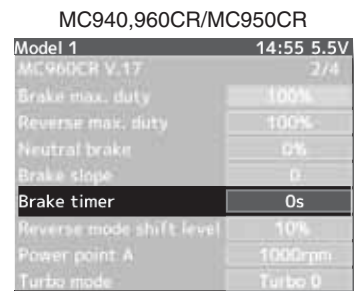 MC940,960CR/MC950CR
Model 1 14:55 5.5V
MC960CR V.17 2/4
Brake max. duty 100%
Reverse max. duty 100%
Neutral brake 0%
Brake slope 0
Brake timer 0s
Reverse mode shift level 10%
Power point A 1000rpm
Turbo mode Turbo 0